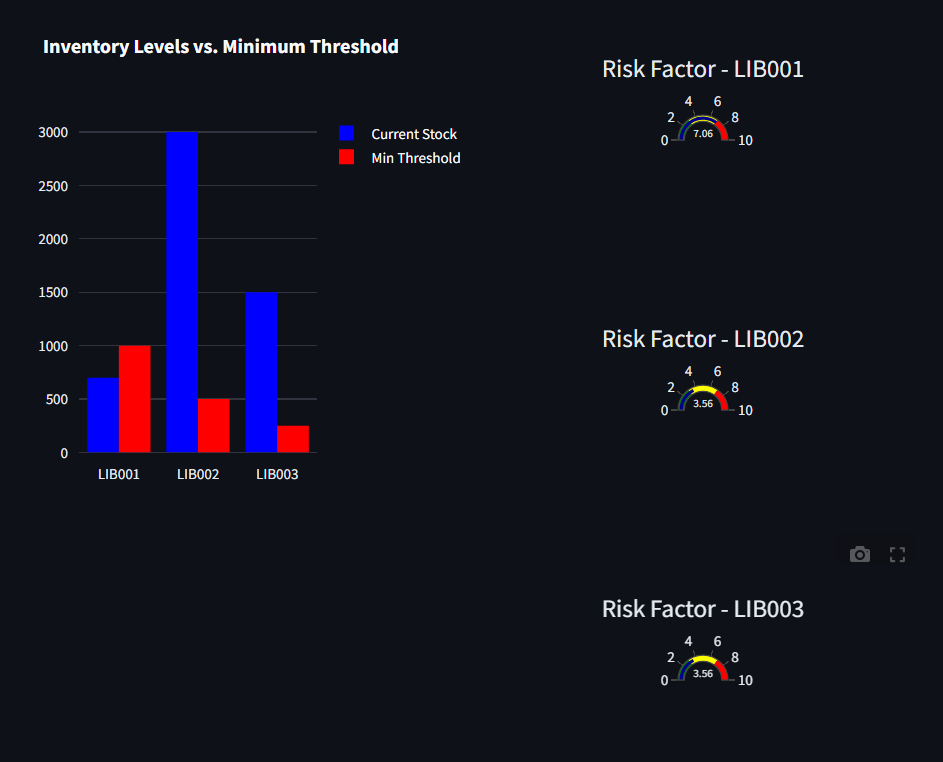 Inventory Levels vs. Minimum Threshold
3000
2500
2000
1500
1000
500
0
LIB001 LIB002 LIB003
Current Stock
Min Threshold
Risk Factor - LIB001
0 2 4 6 8 10
7.06
Risk Factor - LIB002
0 2 4 6 8 10
3.56
Risk Factor - LIB003
0 2 4 6 8 10
3.56